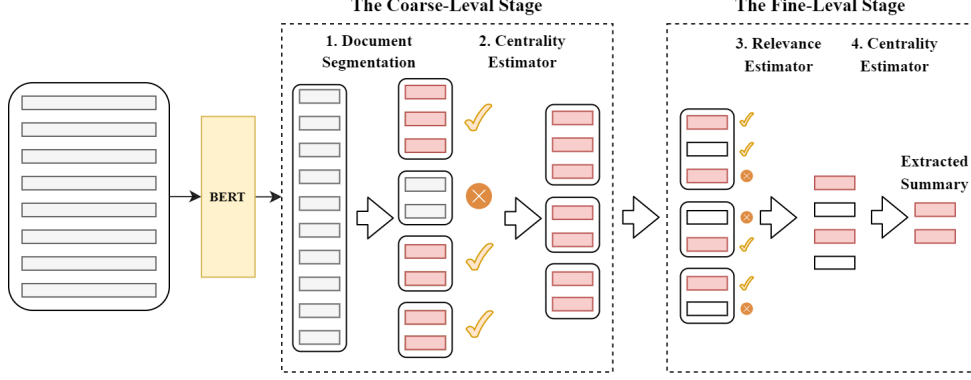 The Coarse-Leval Stage
The Fine-Leval Stage
1. Document
Segmentation
2. Centrality
Estimator
3. Relevance
Estimator
4. Centrality
Estimator
BERT
Extracted
Summary